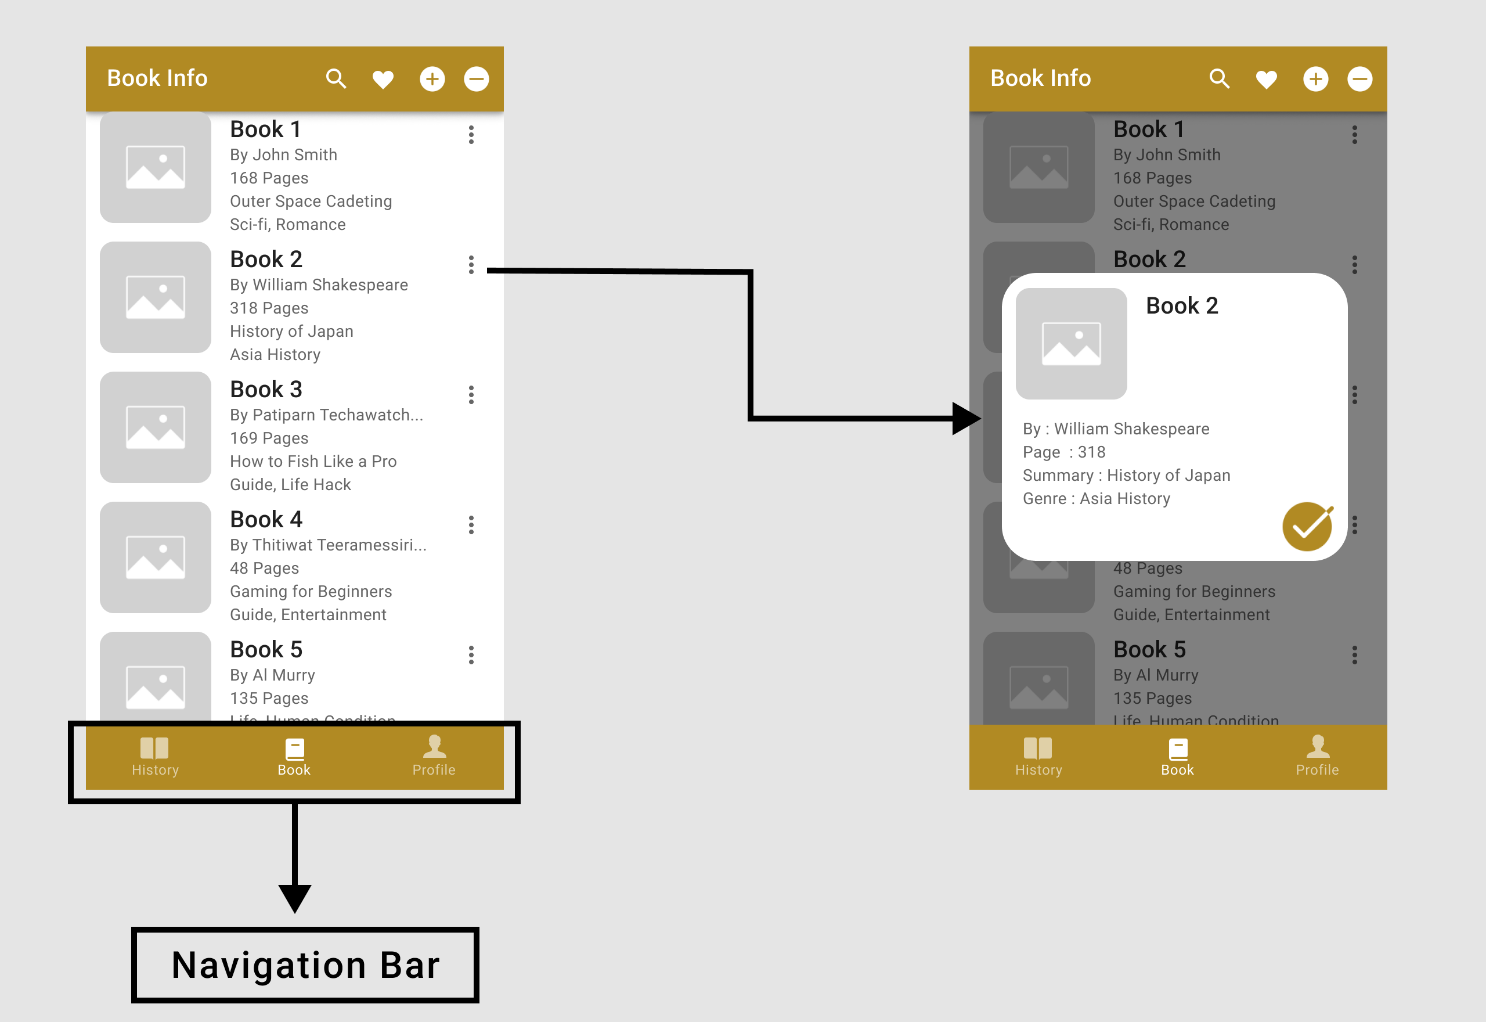 Book Info
Book 1
By John Smith
168 Pages
Outer Space Cadeting
Sci-fi, Romance
Book 2
By William Shakespeare
318 Pages
History of Japan
Asia History
Book 3
By Patiparn Techawatch...
169 Pages
How to Fish Like a Pro
Guide, Life Hack
Book 4
By Thitiwat Teeramessiri...
48 Pages
Gaming for Beginners
Guide, Entertainment
Book 5
By Al Murry
135 Pages
Life, Human Condition
History
Book
Profile
Navigation Bar
Book Info
Book 1
By John Smith
168 Pages
Outer Space Cadeting
Sci-fi, Romance
Book 2
Book 2
By : William Shakespeare
Page : 318
Summary : History of Japan
Genre : Asia History
48 Pages
Gaming for Beginners
Guide, Entertainment
Book 5
By Al Murry
135 Pages
Life, Human Condition
History
Book
Profile